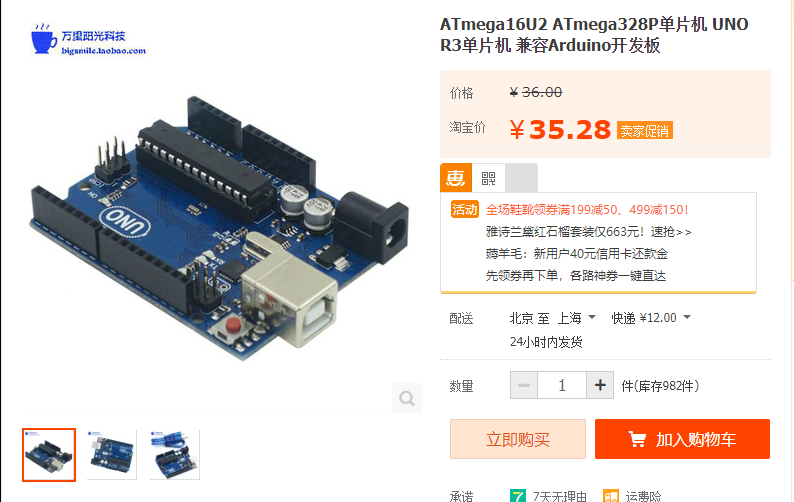 万里阳光科技
bigsmile.taobao.com
ATmega16U2 ATmega328P单片机 UNO
R3单片机 兼容Arduino开发板
价格
¥ 36.00
淘宝价
¥ 35.28 卖家促销
惠
活动 全场鞋靴领券满199减50、499减150！
雅诗兰黛红石榴套装仅663元！速抢>>
薅羊毛：新用户40元信用卡还款金
先领券再下单，各路神券一键直达
配送
北京 至 上海 快递 ¥12.00
24小时内发货
数量
− 1 + 件(库存982件)
立即购买
加入购物车
承诺
7 7天无理由 运费险
UNO
ON